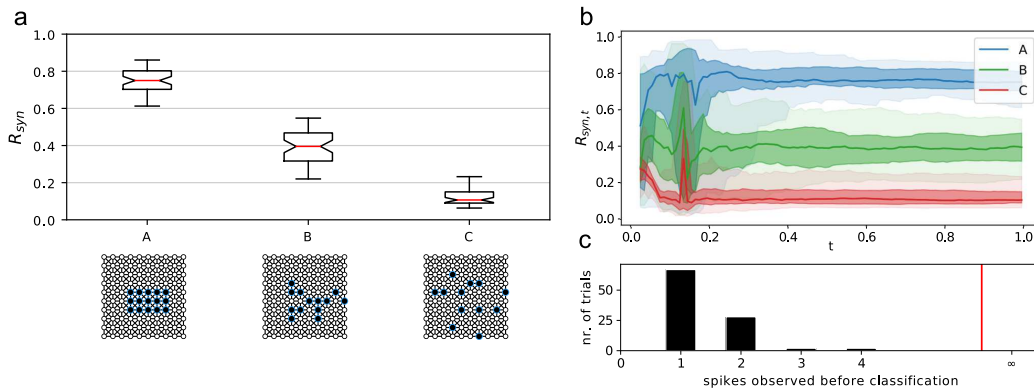 a
1.0
0.8
0.6
0.4
0.2
0.0
R_syn
A
B
C
b
1.0
0.8
0.6
0.4
0.2
0.0
R_syn,t
A
B
C
0.0
0.2
0.4
0.6
0.8
1.0
t
c
50
25
0
nr. of trials
0
1
2
3
4
∞
spikes observed before classification